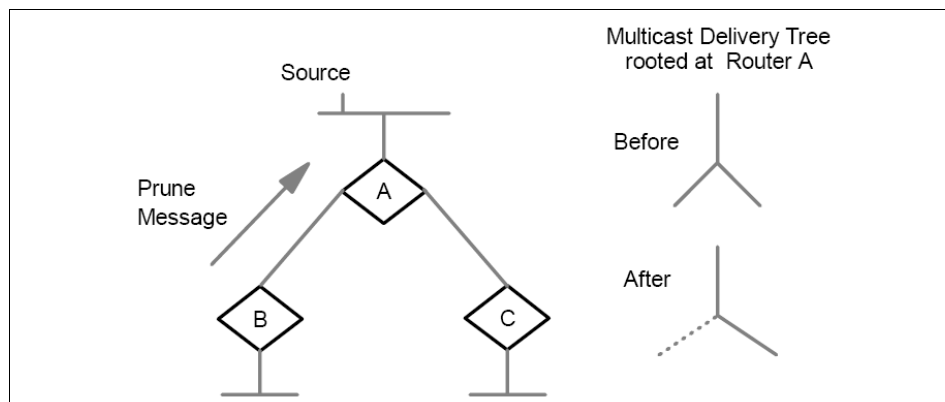 Multicast Delivery Tree
rooted at Router A
Source
Before
Prune
Message
A
After
B
C